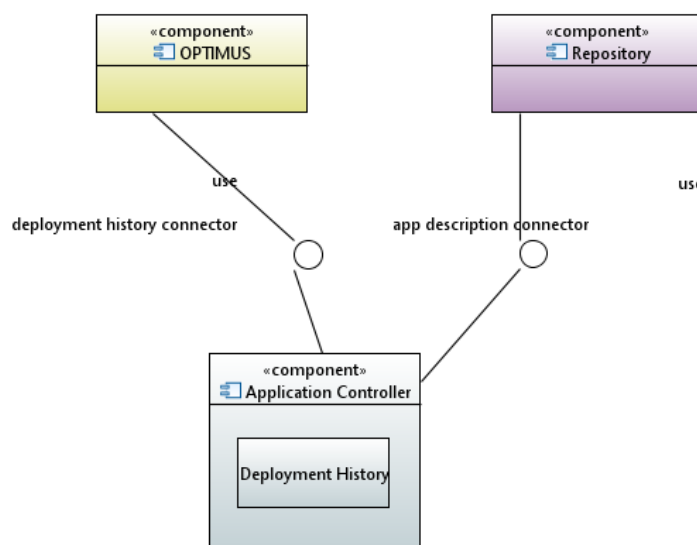 «component»
OPTIMUS
«component»
Repository
use
deployment history connector
app description connector
«component»
Application Controller
Deployment History